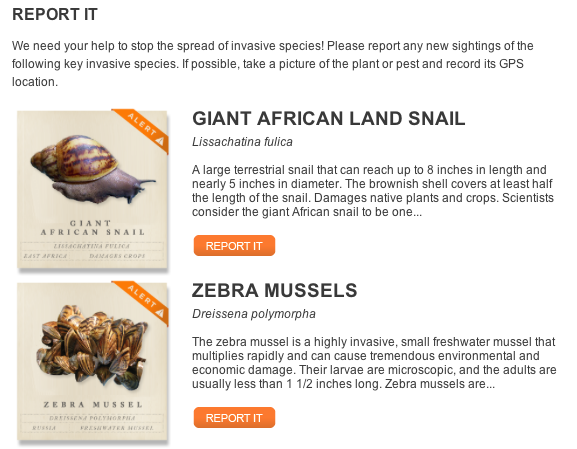 REPORT IT
We need your help to stop the spread of invasive species! Please report any new sightings of the
following key invasive species. If possible, take a picture of the plant or pest and record its GPS
location.
ALERT
GIANT
AFRICAN SNAIL
LISSACHATINA FULICA
EAST AFRICA DAMAGES CROPS
GIANT AFRICAN LAND SNAIL
Lissachatina fulica
A large terrestrial snail that can reach up to 8 inches in length and
nearly 5 inches in diameter. The brownish shell covers at least half
the length of the snail. Damages native plants and crops. Scientists
consider the giant African snail to be one...
REPORT IT
ALERT
ZEBRA MUSSEL
DREISSENA POLYMORPHA
RUSSIA FRESHWATER MUSSEL
ZEBRA MUSSELS
Dreissena polymorpha
The zebra mussel is a highly invasive, small freshwater mussel that
multiplies rapidly and can cause tremendous environmental and
economic damage. Their larvae are microscopic, and the adults are
usually less than 1 1/2 inches long. Zebra mussels are...
REPORT IT